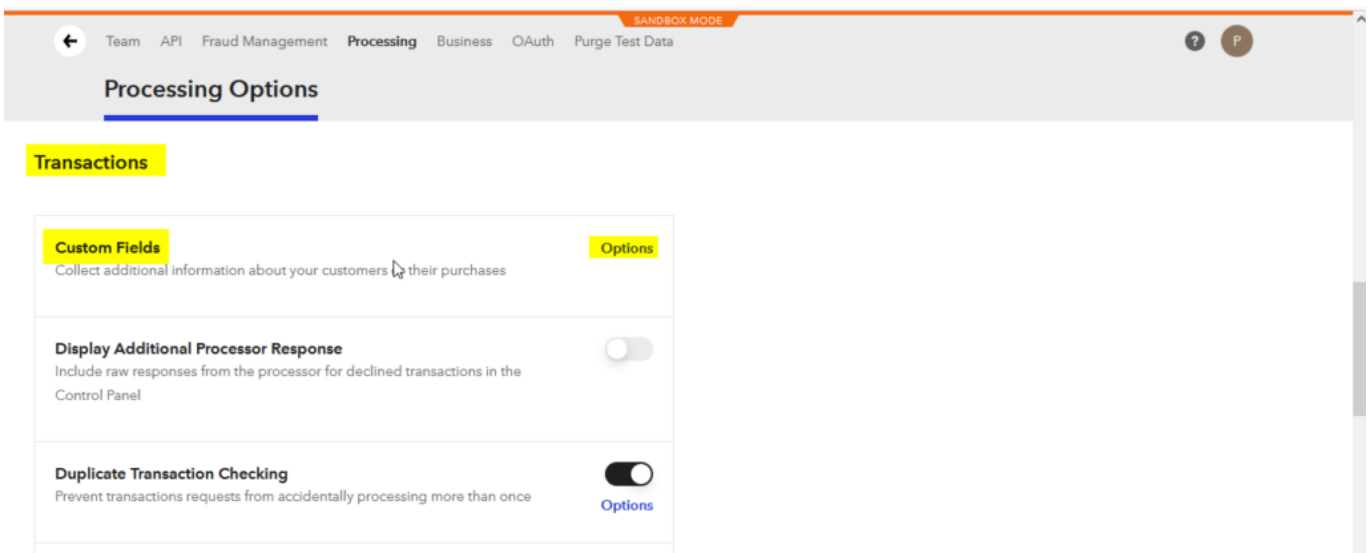 SANDBOX MODE
Team API Fraud Management Processing Business OAuth Purge Test Data
? P
Processing Options
Transactions
Custom Fields Options
Collect additional information about your customers their purchases
Display Additional Processor Response
Include raw responses from the processor for declined transactions in the
Control Panel
Duplicate Transaction Checking
Prevent transactions requests from accidentally processing more than once
Options